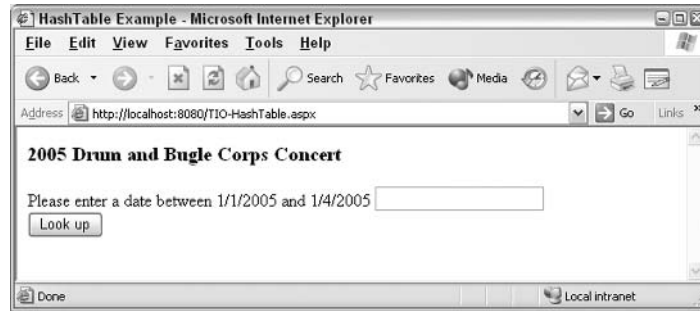 HashTable Example - Microsoft Internet Explorer
File Edit View Favorites Tools Help
Back Search Favorites Media
Address http://localhost:8080/TIO-HashTable.aspx Go Links »
2005 Drum and Bugle Corps Concert
Please enter a date between 1/1/2005 and 1/4/2005
Look up
Done Local intranet